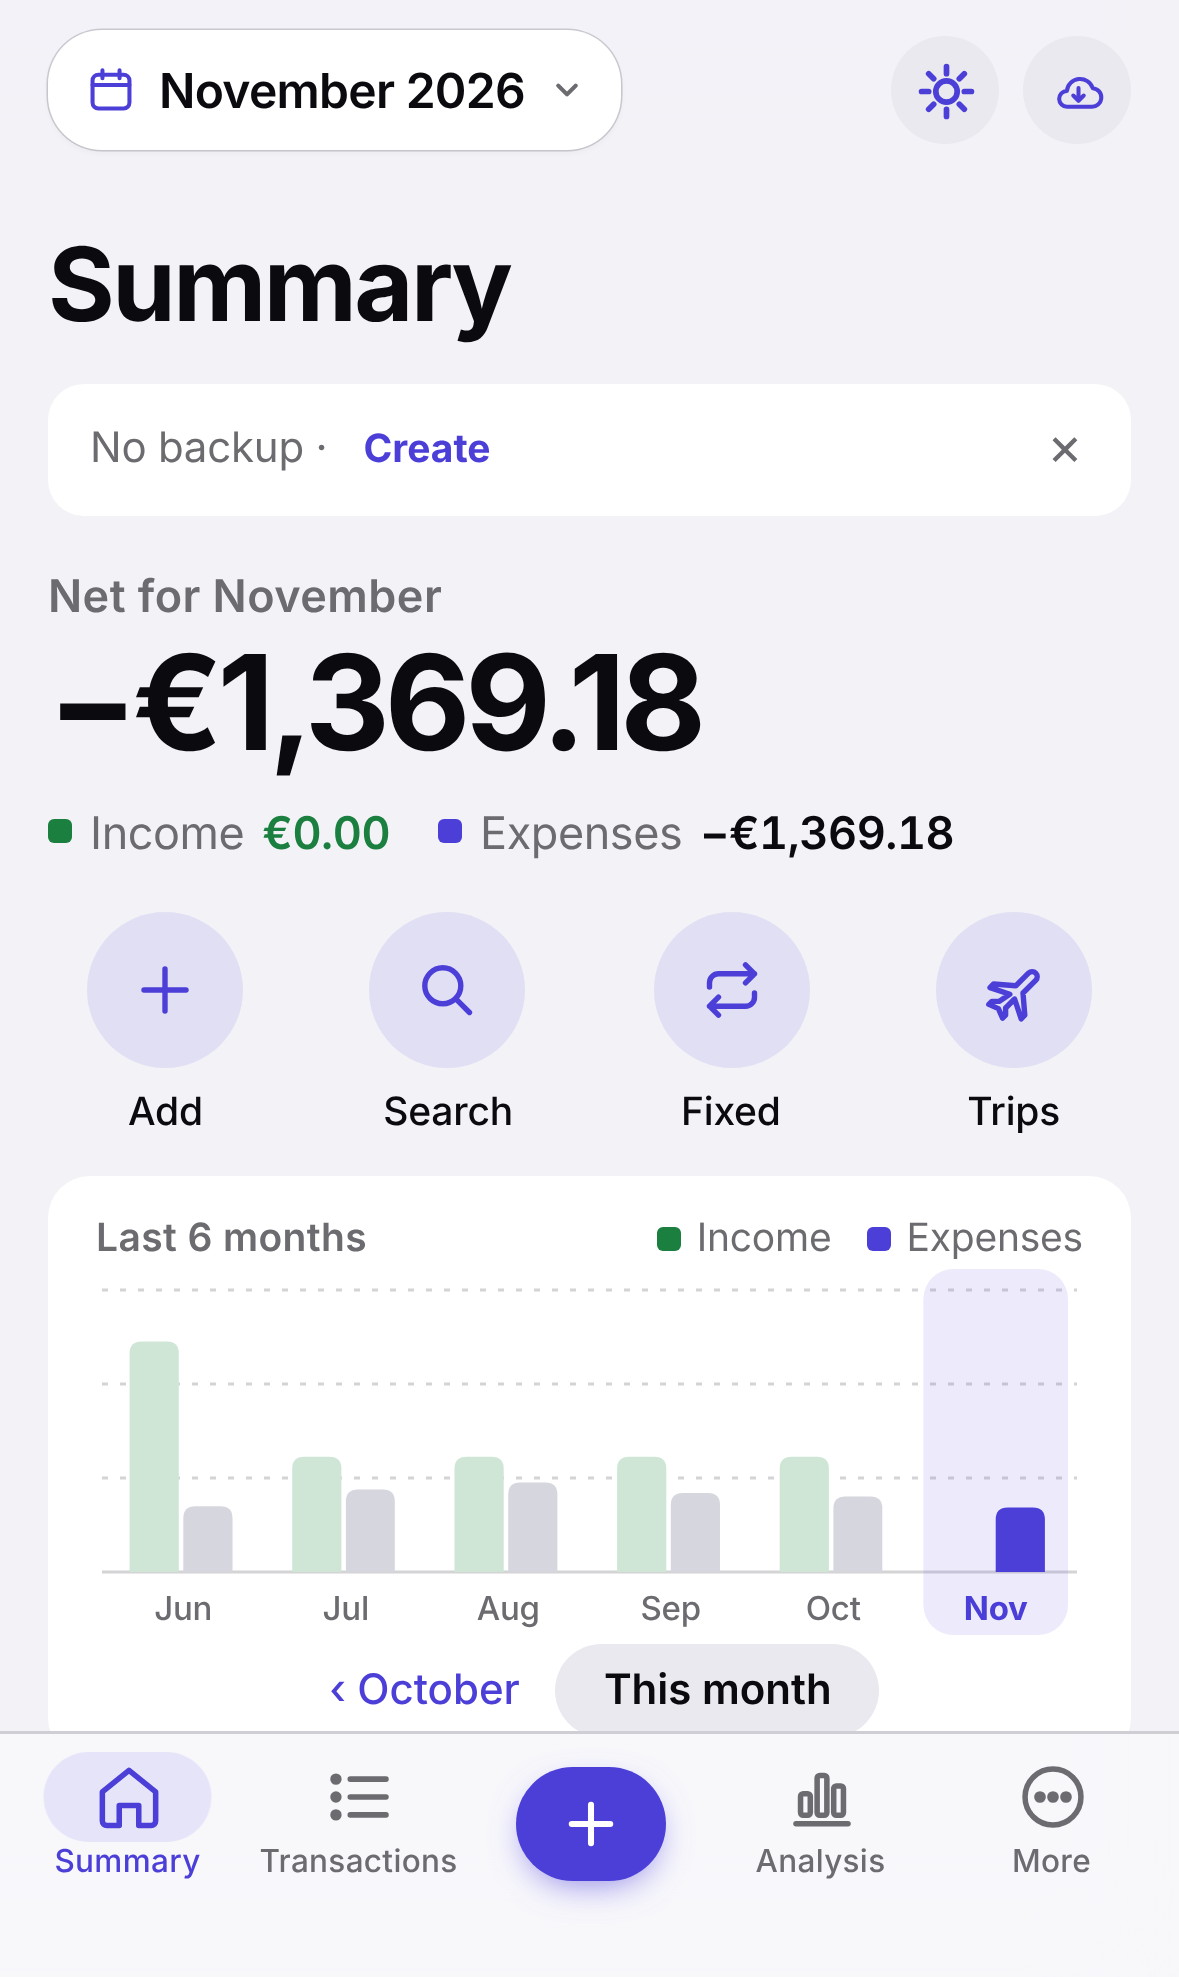 November 2026
Summary
No backup · Create
Net for November
−€1,369.18
Income €0.00 Expenses −€1,369.18
Add Search Fixed Trips
Last 6 months Income Expenses
Jun Jul Aug Sep Oct Nov
‹ October This month
Summary Transactions Analysis More